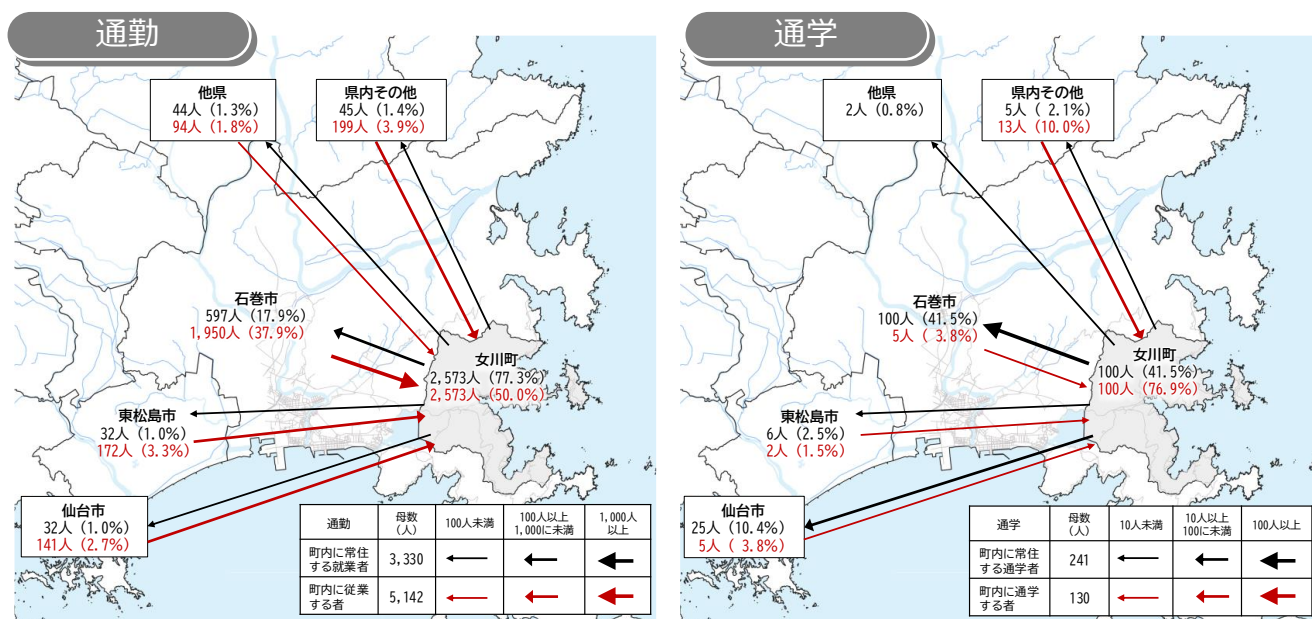 通勤
他県
44人 (1.3%)
94人 (1.8%)
県内その他
45人 (1.4%)
199人 (3.9%)
石巻市
597人 (17.9%)
1,950人 (37.9%)
女川町
2,573人 (77.3%)
2,573人 (50.0%)
東松島市
32人 (1.0%)
172人 (3.3%)
仙台市
32人 (1.0%)
141人 (2.7%)
通勤
母数
(人)
100人未満
100人以上
1,000に未満
1,000人
以上
町内に常住
する就業者
3,330
町内に従業
する者
5,142
通学
他県
2人 (0.8%)
県内その他
5人 ( 2.1%)
13人 (10.0%)
石巻市
100人 (41.5%)
5人 ( 3.8%)
女川町
100人 (41.5%)
100人 (76.9%)
東松島市
6人 (2.5%)
2人 (1.5%)
仙台市
25人 (10.4%)
5人 ( 3.8%)
通学
母数
(人)
10人未満
10人以上
100に未満
100人以上
町内に常住
する通学者
241
町内に通学
する者
130